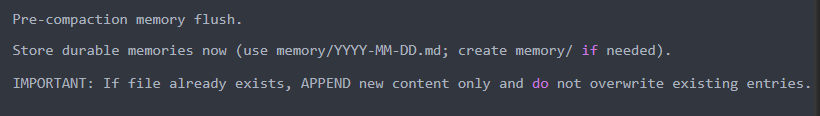 Pre-compaction memory flush.
Store durable memories now (use memory/YYYY-MM-DD.md; create memory/ if needed).
IMPORTANT: If file already exists, APPEND new content only and do not overwrite existing entries.